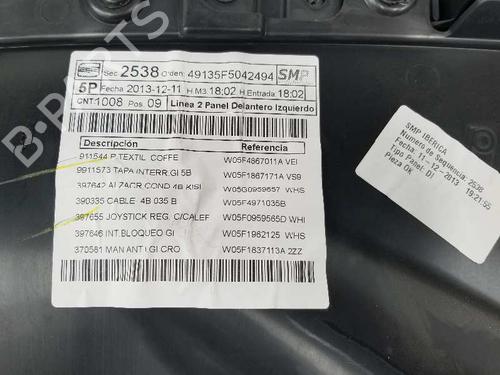 Sec 2538 Orden: 49135F5042494 SMP
5P Fecha 2013-12-11 H M3 18:02 H Entrada: 18:02
CNT: 1008 Pos: 09 Linea 2 Panel Delantero Izquierdo
Descripción Referencia
911544 P.TEXTIL COFFE W05F4867011A VEI
9911573 TAPA INTERR.GI 5B W05F1867171A VS9
397642 ALZACR COND 4B KISI W05G0959657 WHS
390335 CABLE 4B 035 B W05F4971035B
397655 JOYSTICK REG. C/CALEF W05F0959565D WHI
397646 INT.BLOQUEO GI W05F1962125 WHS
370581 MAN ANTI GI CRO W05F1837113A 2ZZ
SMP IBERICA
Numero de Sequencia: 2538
Fecha: 11-12-2013 19:21:55
Tipo Panel: DI
Pieza OK
B-PARTS